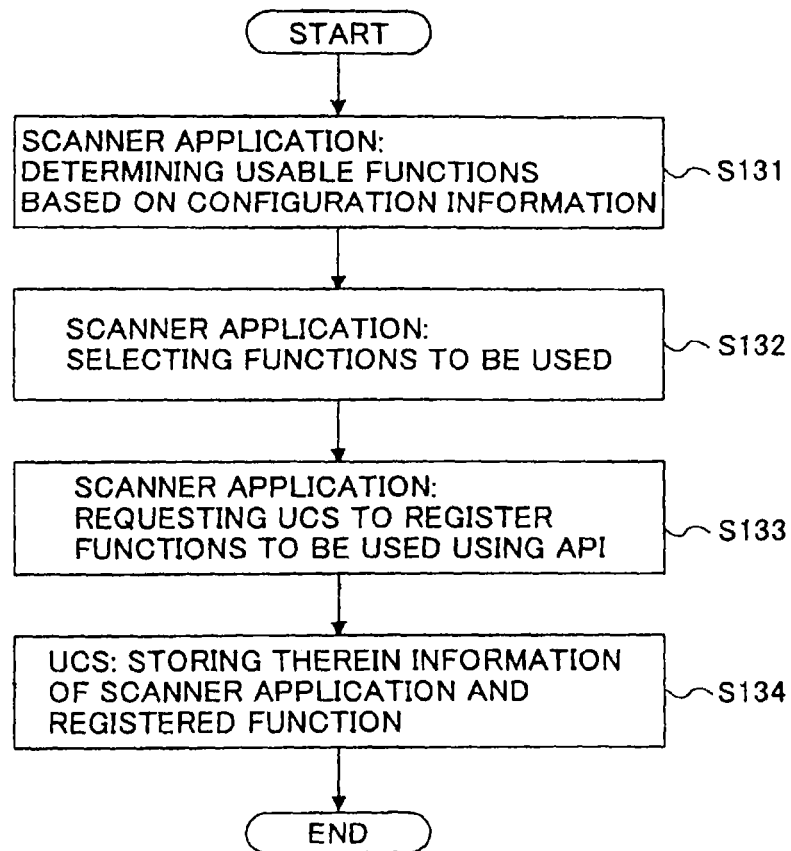 START
SCANNER APPLICATION:
DETERMINING USABLE FUNCTIONS
BASED ON CONFIGURATION INFORMATION
S131
SCANNER APPLICATION:
SELECTING FUNCTIONS TO BE USED
S132
SCANNER APPLICATION:
REQUESTING UCS TO REGISTER
FUNCTIONS TO BE USED USING API
S133
UCS: STORING THEREIN INFORMATION
OF SCANNER APPLICATION AND
REGISTERED FUNCTION
S134
END